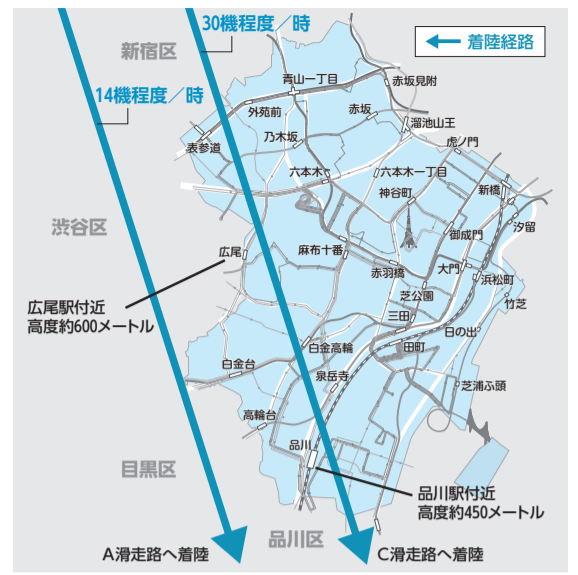 30機程度／時
着陸経路
新宿区
14機程度／時
青山一丁目
赤坂見附
外苑前
赤坂
溜池山王
乃木坂
虎ノ門
表参道
六本木
六本木一丁目
神谷町
新橋
渋谷区
汐留
御成門
広尾
麻布十番
赤羽橋
大門
浜松町
芝公園
竹芝
広尾駅付近
高度約600メートル
三田
日の出
田町
白金高輪
白金台
泉岳寺
芝浦ふ頭
高輪台
品川
目黒区
品川駅付近
高度約450メートル
品川区
A滑走路へ着陸
C滑走路へ着陸